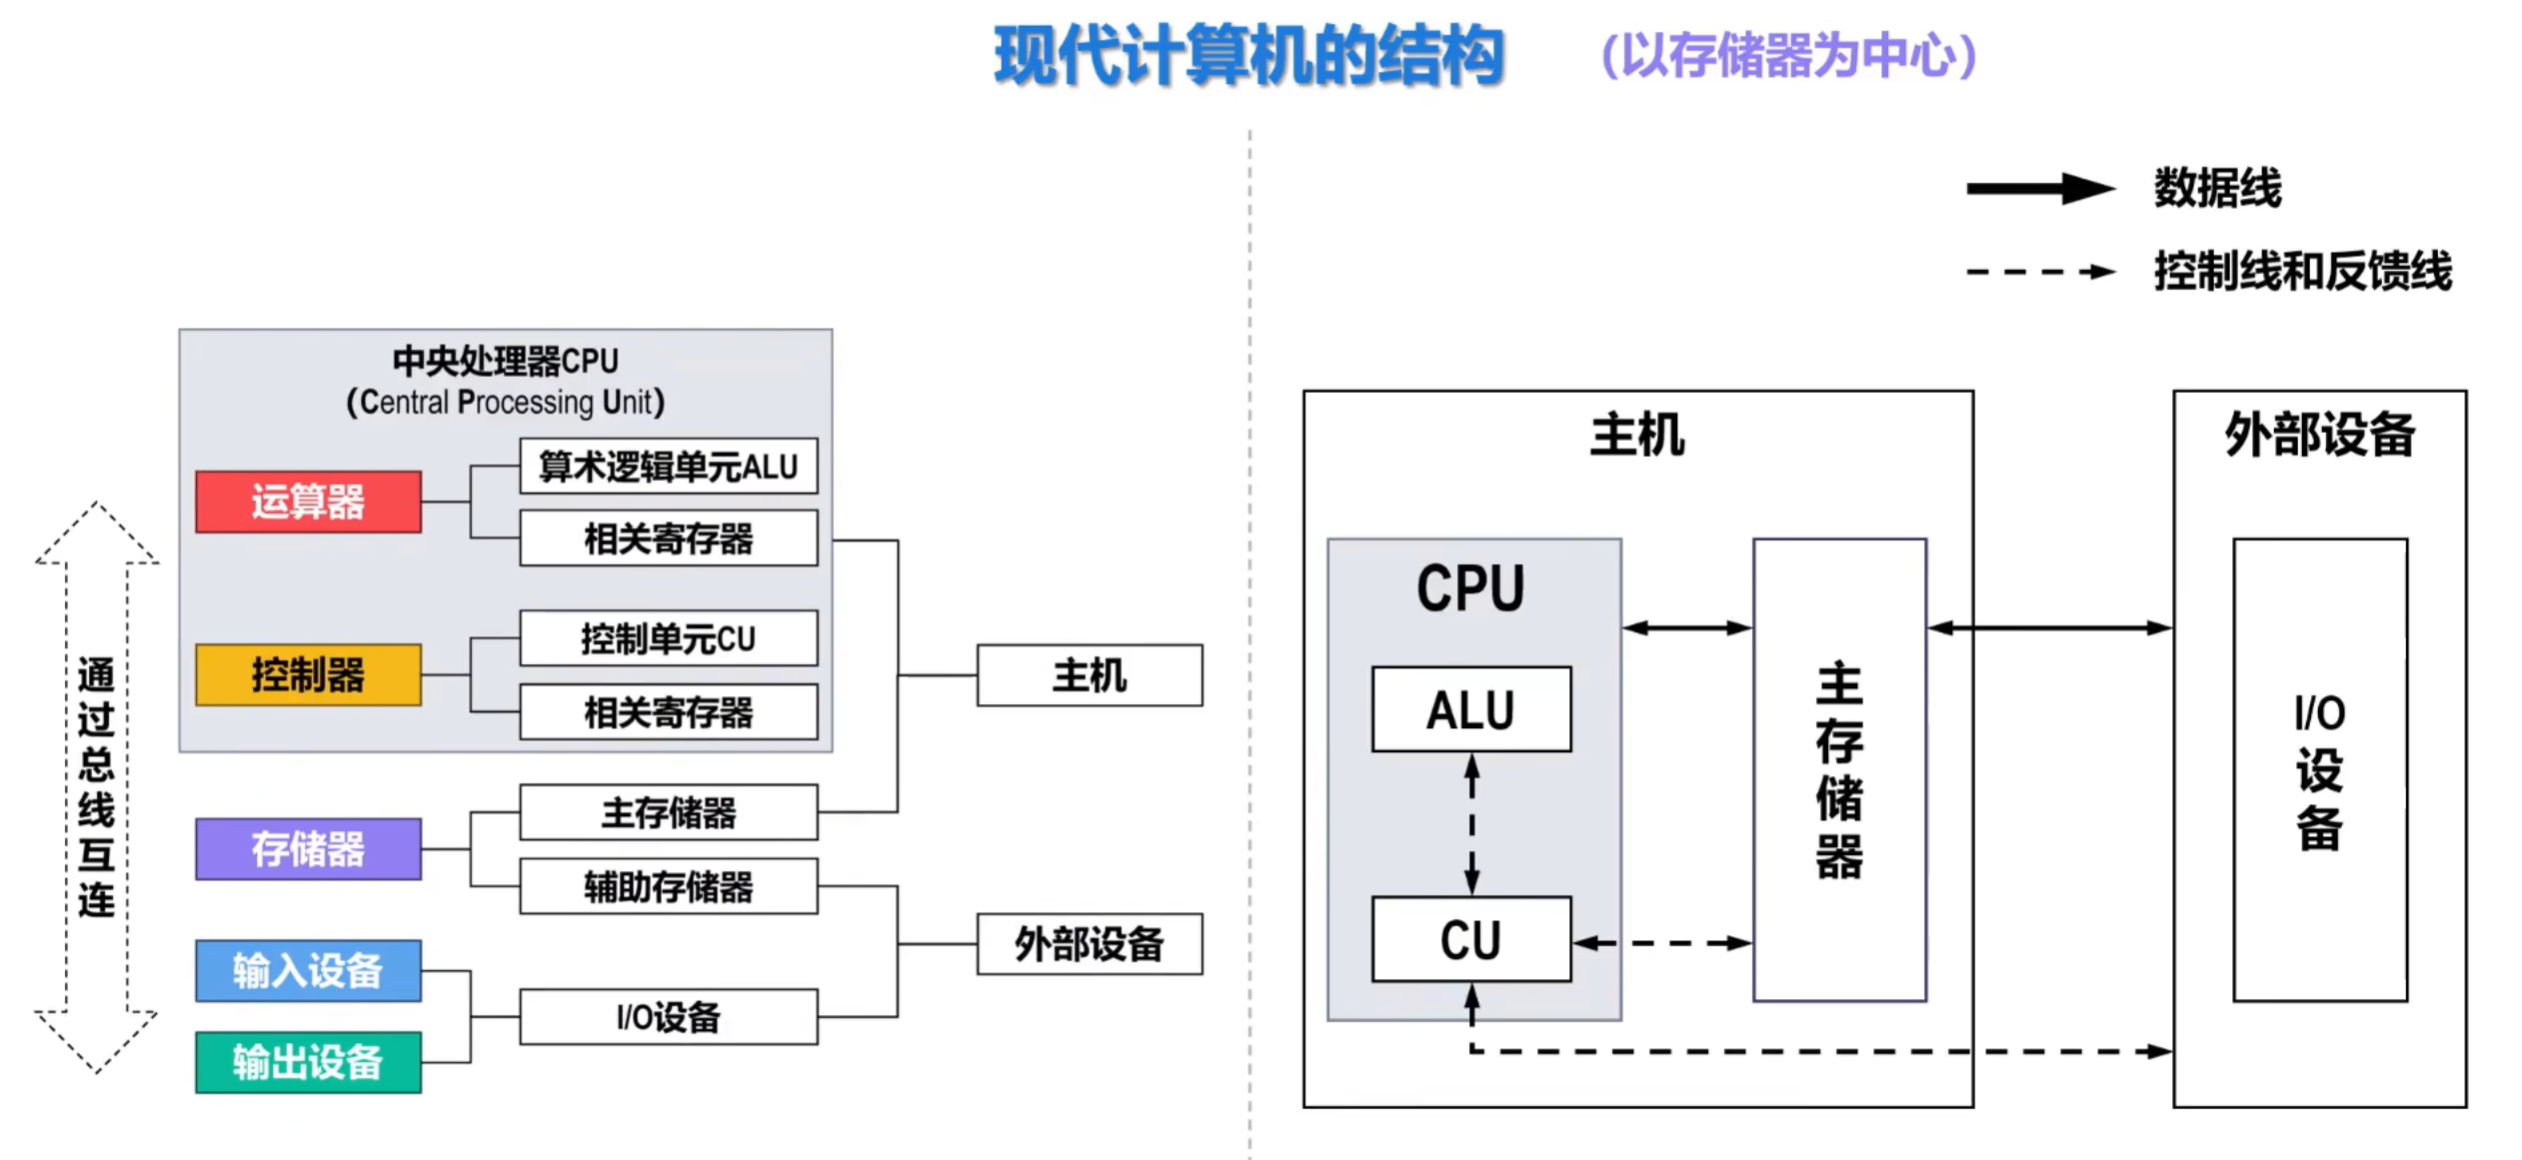 现代计算机的结构 (以存储器为中心)
数据线
控制线和反馈线
中央处理器CPU
(Central Processing Unit)
运算器
算术逻辑单元ALU
相关寄存器
控制器
控制单元CU
相关寄存器
主机
存储器
主存储器
辅助存储器
输入设备
输出设备
I/O设备
外部设备
通过总线互连
主机
CPU
ALU
CU
主存储器
外部设备
I/O
设备